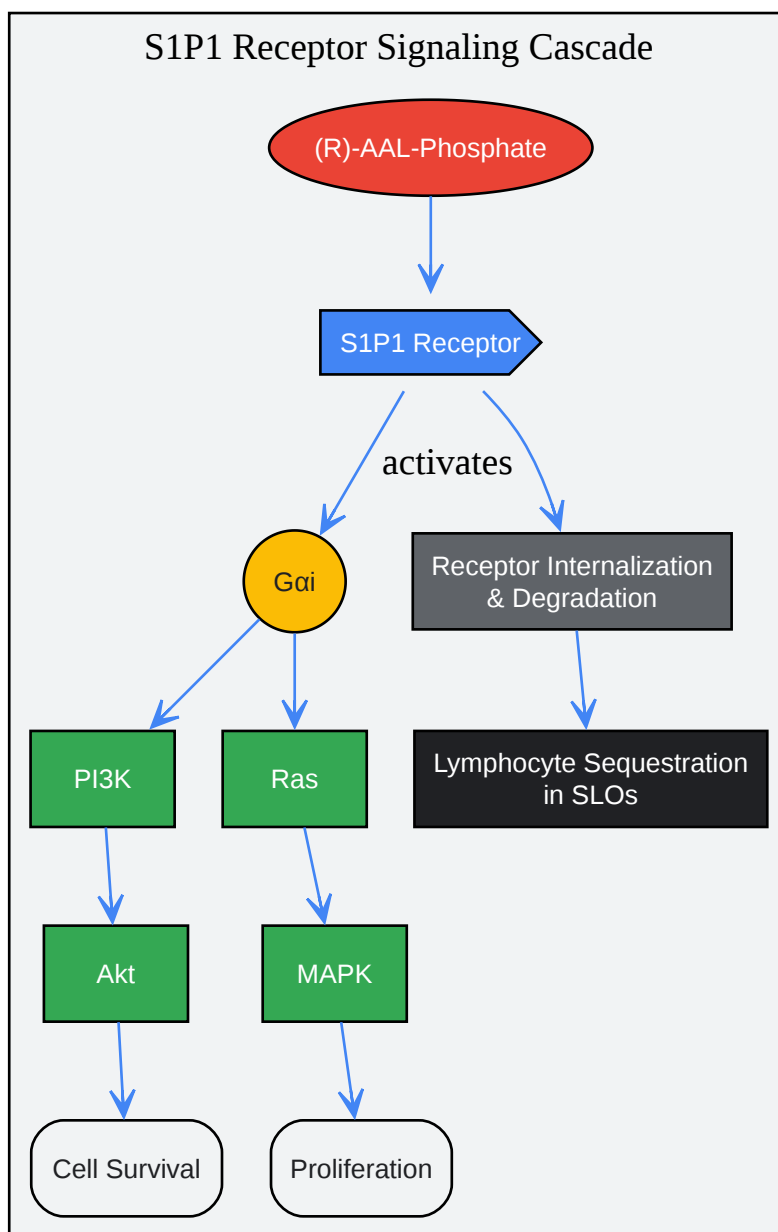 S1P1 Receptor Signaling Cascade
(R)-AAL-Phosphate
S1P1 Receptor
activates
Gαi
Receptor Internalization
& Degradation
PI3K
Ras
Lymphocyte Sequestration
in SLOs
Akt
MAPK
Cell Survival
Proliferation